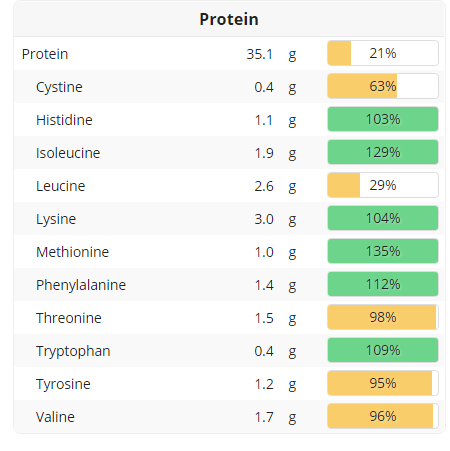 Protein
Protein 35.1 g 21%
Cystine 0.4 g 63%
Histidine 1.1 g 103%
Isoleucine 1.9 g 129%
Leucine 2.6 g 29%
Lysine 3.0 g 104%
Methionine 1.0 g 135%
Phenylalanine 1.4 g 112%
Threonine 1.5 g 98%
Tryptophan 0.4 g 109%
Tyrosine 1.2 g 95%
Valine 1.7 g 96%